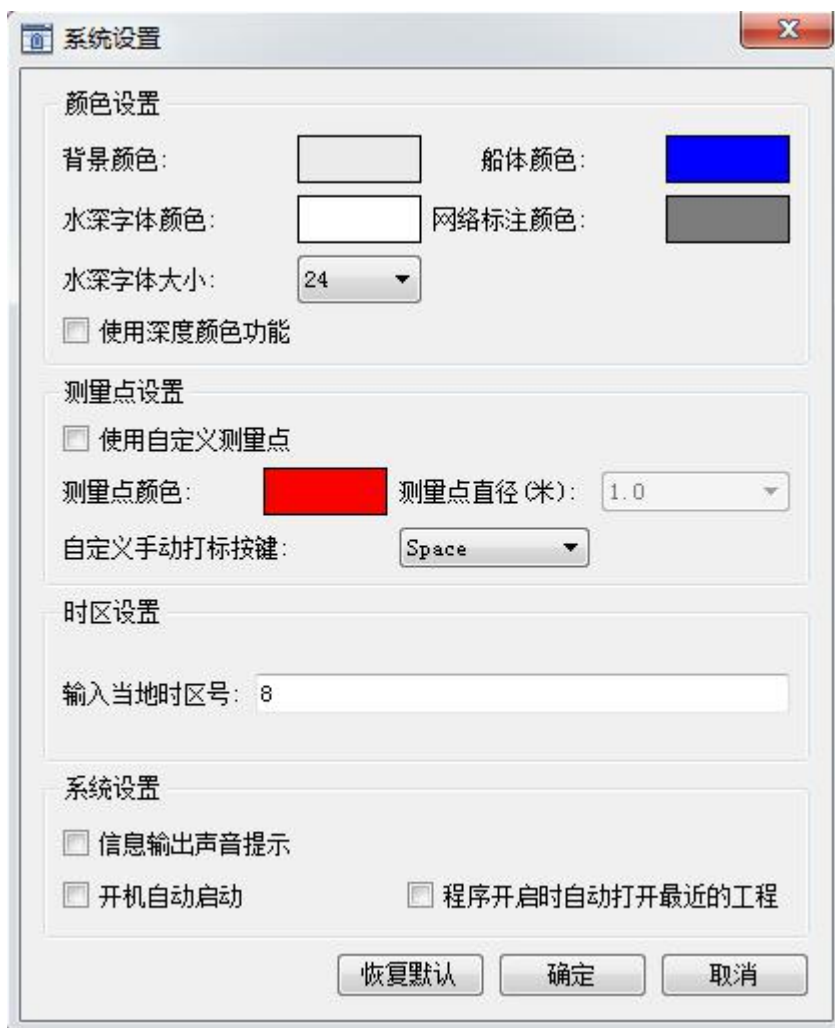 系统设置
颜色设置
背景颜色: 船体颜色:
水深字体颜色: 网络标注颜色:
水深字体大小: 24
使用深度颜色功能
测量点设置
使用自定义测量点
测量点颜色: 测量点直径(米): 1.0
自定义手动打标按键: Space
时区设置
输入当地时区号: 8
系统设置
信息输出声音提示
开机自动启动 程序开启时自动打开最近的工程
恢复默认 确定 取消